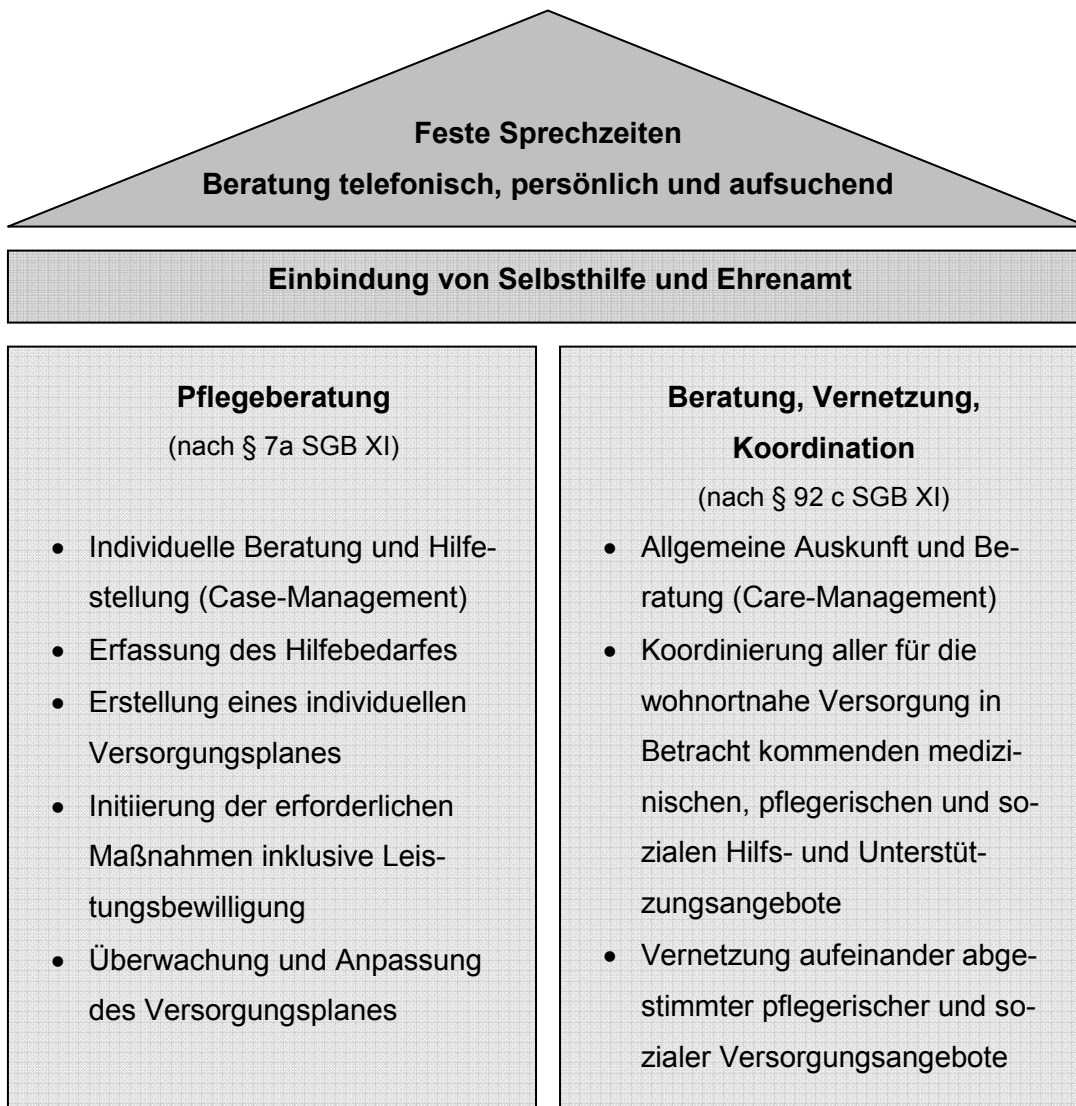 Feste Sprechzeiten
Beratung telefonisch, persönlich und aufsuchend
Einbindung von Selbsthilfe und Ehrenamt
Pflegeberatung
(nach § 7a SGB XI)
• Individuelle Beratung und Hilfe-
stellung (Case-Management)
• Erfassung des Hilfebedarfes
• Erstellung eines individuellen
Versorgungsplanes
• Initiierung der erforderlichen
Maßnahmen inklusive Leis-
tungsbewilligung
• Überwachung und Anpassung
des Versorgungsplanes
Beratung, Vernetzung,
Koordination
(nach § 92 c SGB XI)
• Allgemeine Auskunft und Be-
ratung (Care-Management)
• Koordinierung aller für die
wohnortnahe Versorgung in
Betracht kommenden medizi-
nischen, pflegerischen und so-
zialen Hilfs- und Unterstüt-
zungsangebote
• Vernetzung aufeinander abge-
stimmter pflegerischer und so-
zialer Versorgungsangebote